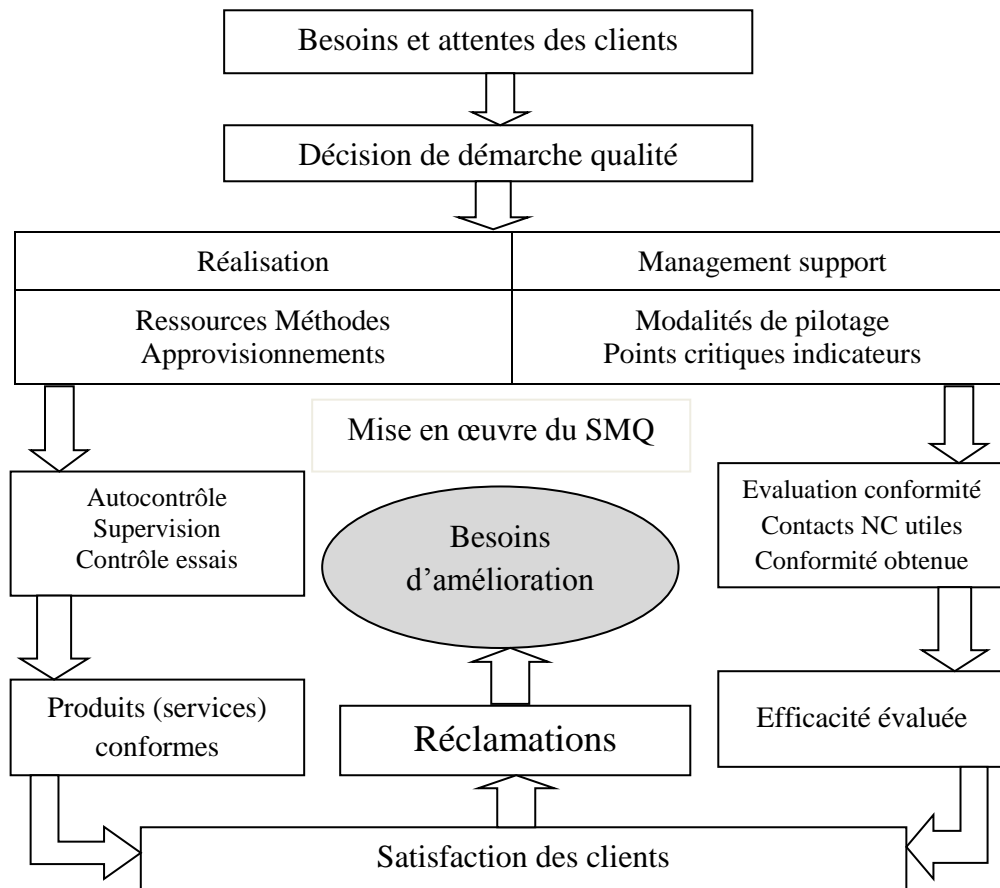 Besoins et attentes des clients
Décision de démarche qualité
Réalisation
Management support
Ressources Méthodes
Approvisionnements
Modalités de pilotage
Points critiques indicateurs
Mise en œuvre du SMQ
Autocontrôle
Supervision
Contrôle essais
Besoins
d’amélioration
Evaluation conformité
Contacts NC utiles
Conformité obtenue
Produits (services)
conformes
Réclamations
Efficacité évaluée
Satisfaction des clients